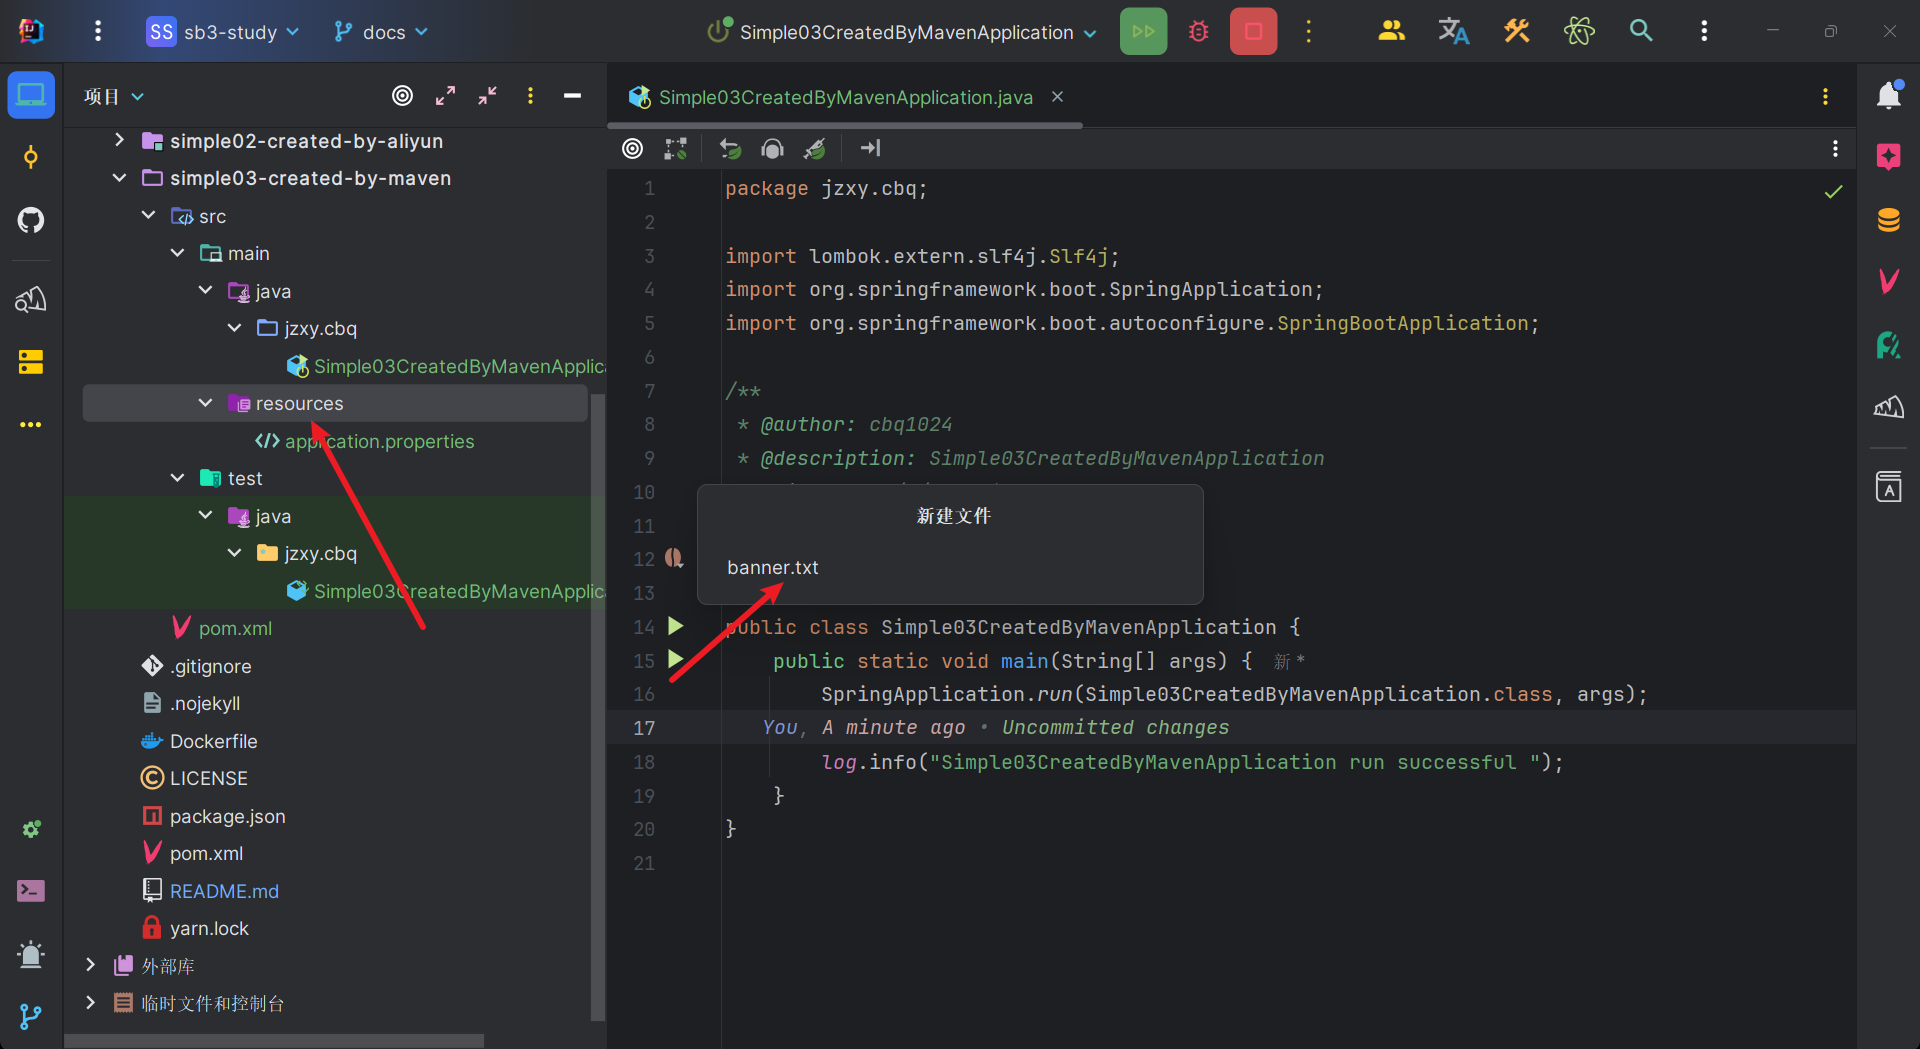 SS sb3-study docs Simple03CreatedByMavenApplication
项目
simple02-created-by-aliyun
simple03-created-by-maven
src
main
java
jzxy.cbq
Simple03CreatedByMavenApplic
resources
application.properties
test
java
jzxy.cbq
Simple03CreatedByMavenApplic
pom.xml
.gitignore
.nojekyll
Dockerfile
LICENSE
package.json
pom.xml
README.md
yarn.lock
外部库
临时文件和控制台
Simple03CreatedByMavenApplication.java
1 package jzxy.cbq;
2
3 import lombok.extern.slf4j.Slf4j;
4 import org.springframework.boot.SpringApplication;
5 import org.springframework.boot.autoconfigure.SpringBootApplication;
6
7 /**
8 * @author: cbq1024
9 * @description: Simple03CreatedByMavenApplication
10
11
12
13
新建文件
banner.txt
14 public class Simple03CreatedByMavenApplication {
15 public static void main(String[] args) { 新 *
16 SpringApplication.run(Simple03CreatedByMavenApplication.class, args);
17 You, A minute ago • Uncommitted changes
18 log.info("Simple03CreatedByMavenApplication run successful ");
19 }
20 }
21